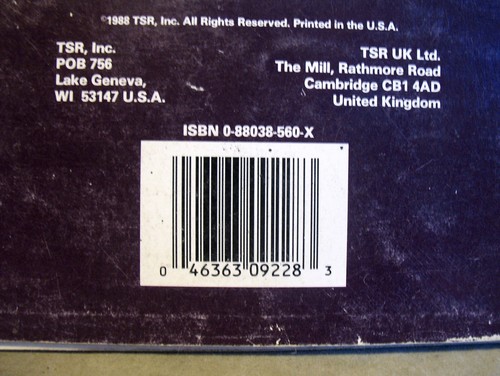 ©1988 TSR, Inc. All Rights Reserved. Printed in the U.S.A.
TSR, Inc.
POB 756
Lake Geneva,
WI 53147 U.S.A.
TSR UK Ltd.
The Mill, Rathmore Road
Cambridge CB1 4AD
United Kingdom
ISBN 0-88038-560-X
0 46363 09228 3